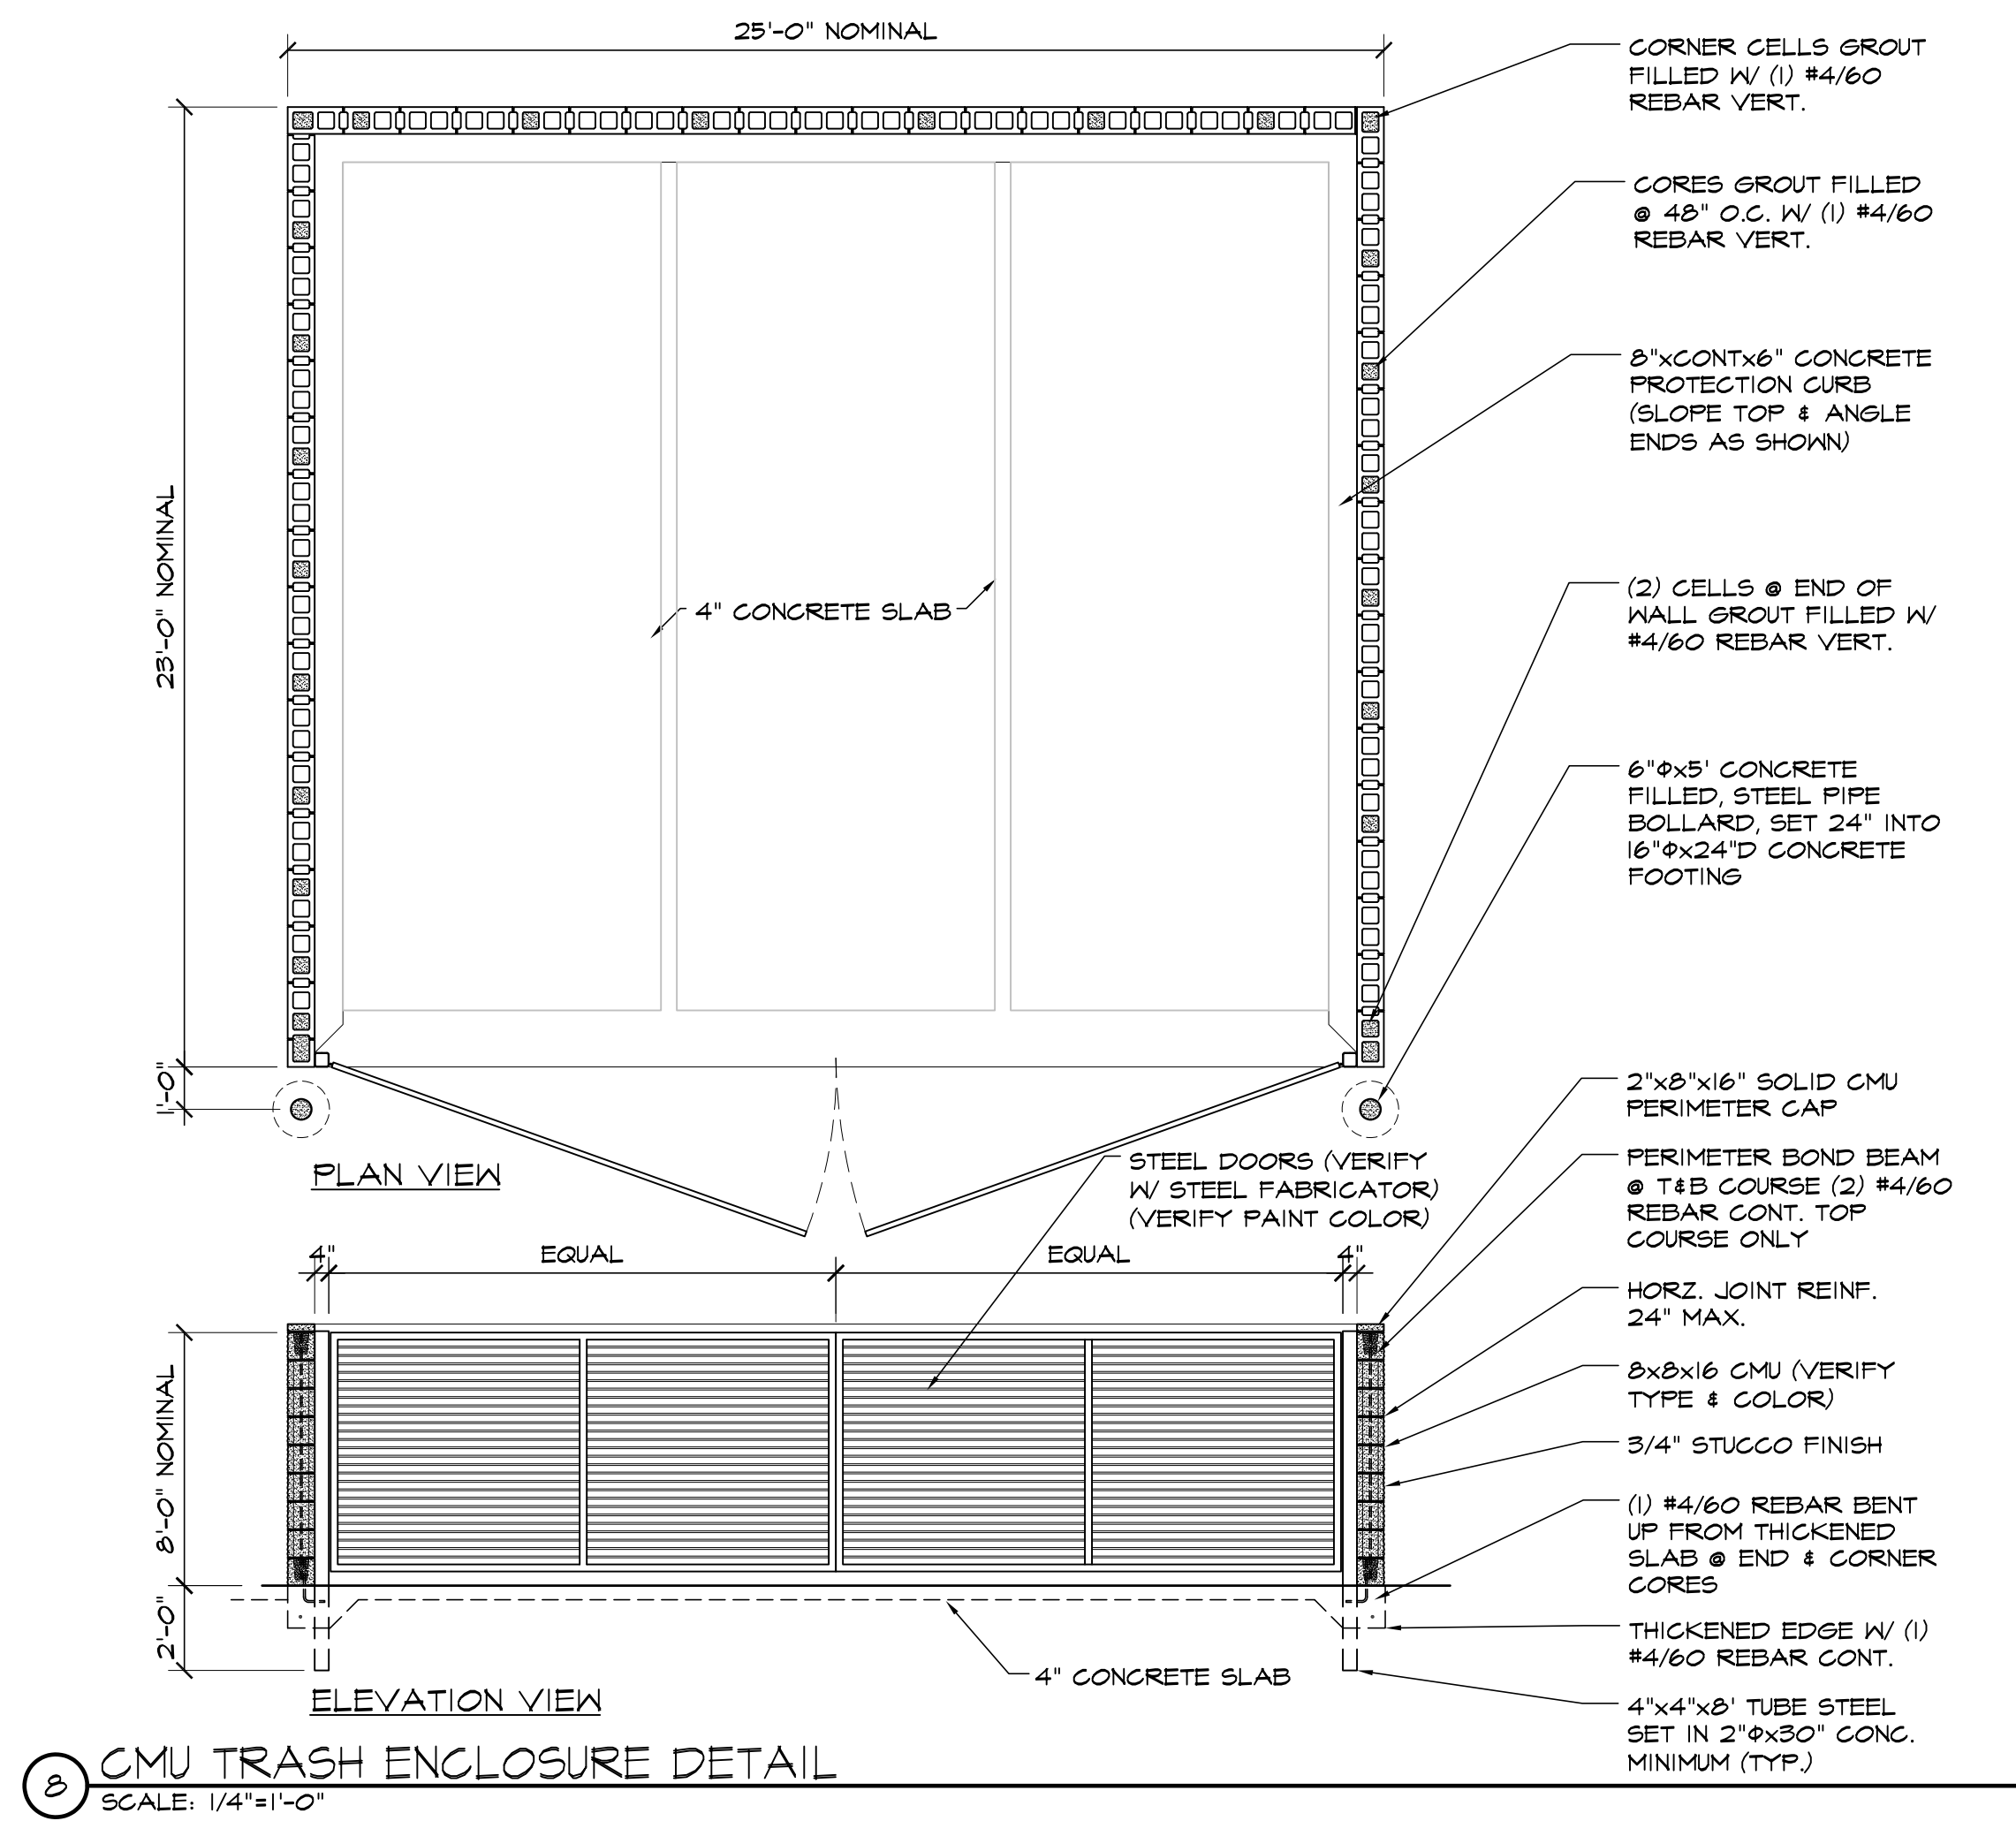 25'-0" NOMINAL
CORNER CELLS GROUT
FILLED W/ (1) #4/60
REBAR VERT.
CORES GROUT FILLED
@ 48" O.C. W/ (1) #4/60
REBAR VERT.
8"xCONTx6" CONCRETE
PROTECTION CURB
(SLOPE TOP & ANGLE
ENDS AS SHOWN)
23'-0" NOMINAL
4" CONCRETE SLAB
(2) CELLS @ END OF
WALL GROUT FILLED W/
#4/60 REBAR VERT.
6"Φx5' CONCRETE
FILLED, STEEL PIPE
BOLLARD, SET 24" INTO
16"Φx24"D CONCRETE
FOOTING
1'-0"
PLAN VIEW
STEEL DOORS (VERIFY
W/ STEEL FABRICATOR)
(VERIFY PAINT COLOR)
2"x8"x16" SOLID CMU
PERIMETER CAP
PERIMETER BOND BEAM
@ T&B COURSE (2) #4/60
REBAR CONT. TOP
COURSE ONLY
4"
EQUAL
EQUAL
4"
HORZ. JOINT REINF.
24" MAX.
8x8x16 CMU (VERIFY
TYPE & COLOR)
3/4" STUCCO FINISH
8'-0" NOMINAL
(1) #4/60 REBAR BENT
UP FROM THICKENED
SLAB @ END & CORNER
CORES
2'-0"
THICKENED EDGE W/ (1)
#4/60 REBAR CONT.
4" CONCRETE SLAB
4"x4"x8' TUBE STEEL
SET IN 2"Φx30" CONC.
MINIMUM (TYP.)
ELEVATION VIEW
8
CMU TRASH ENCLOSURE DETAIL
SCALE: 1/4"=1'-0"